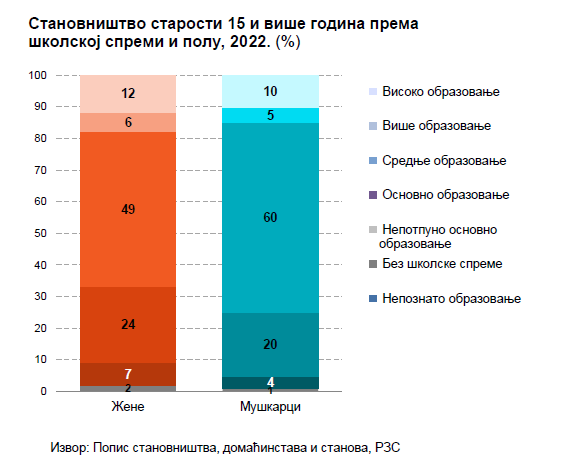 Становништво старости 15 и више година према
школској спреми и полу, 2022. (%)
100
90
80
70
60
50
40
30
20
10
0
12
6
49
24
7
2
10
5
60
20
4
1
Жене
Мушкарци
Високо образовање
Више образовање
Средње образовање
Основно образовање
Непотпуно основно
образовање
Без школске спреме
Непознато образовање
Извор: Попис становништва, домаћинстава и станова, РЗС